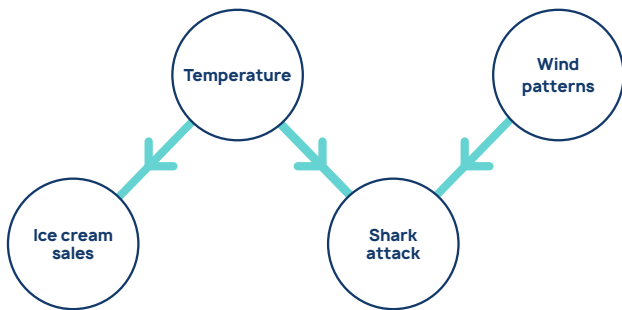 Temperature
Wind
patterns
Ice cream
sales
Shark
attack